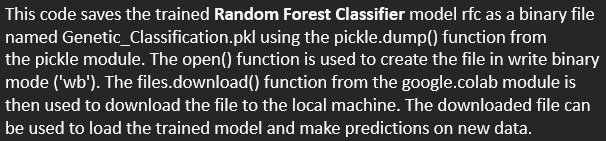 This code saves the trained Random Forest Classifier model rfc as a binary file
named Genetic_Classification.pkl using the pickle.dump() function from
the pickle module. The open() function is used to create the file in write binary
mode ('wb'). The files.download() function from the google.colab module is
then used to download the file to the local machine. The downloaded file can
be used to load the trained model and make predictions on new data.